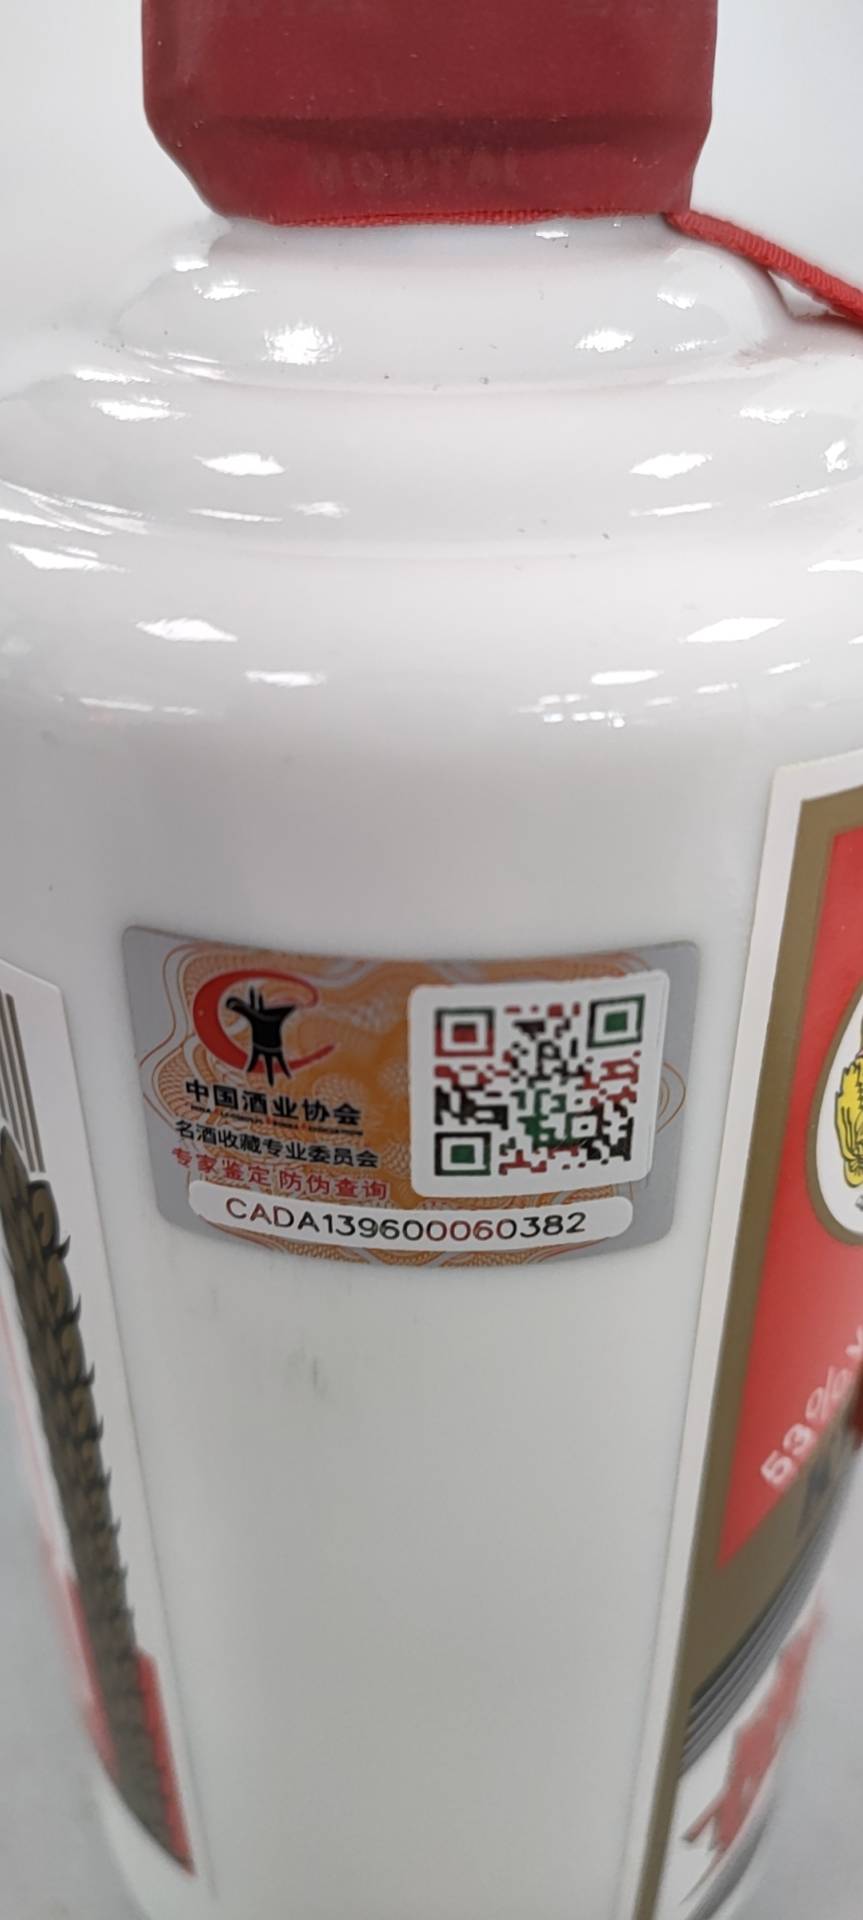 MOUTAI
中国酒业协会
名酒收藏专业委员会
专家鉴定 防伪查询
CADA139600060382
53%